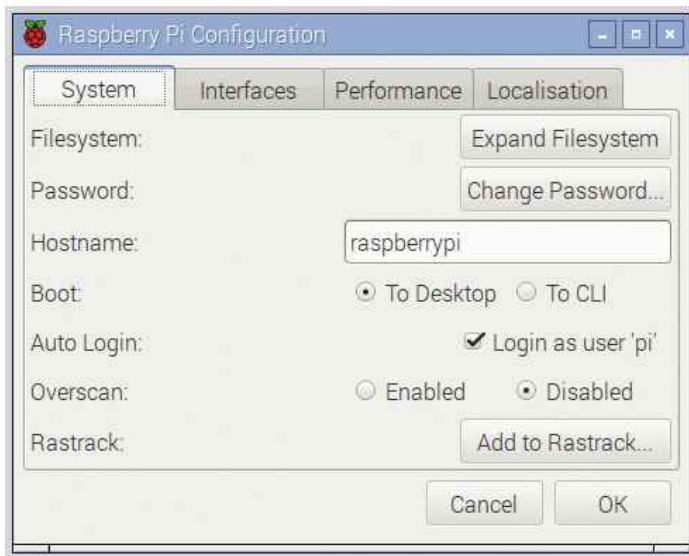 Raspberry Pi Configuration
System Interfaces Performance Localisation
Filesystem: Expand Filesystem
Password: Change Password...
Hostname: raspberrypi
Boot: To Desktop To CLI
Auto Login: Login as user 'pi'
Overscan: Enabled Disabled
Rastrack: Add to Rastrack...
Cancel OK